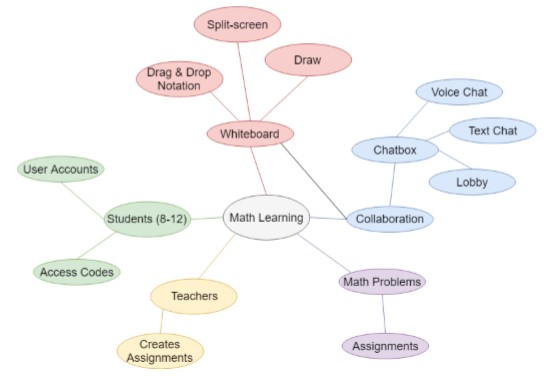 Split-screen
Draw
Drag & Drop
Notation
Voice Chat
Whiteboard
Text Chat
Chatbox
User Accounts
Lobby
Students (8-12)
Math Learning
Collaboration
Access Codes
Math Problems
Teachers
Creates
Assignments
Assignments